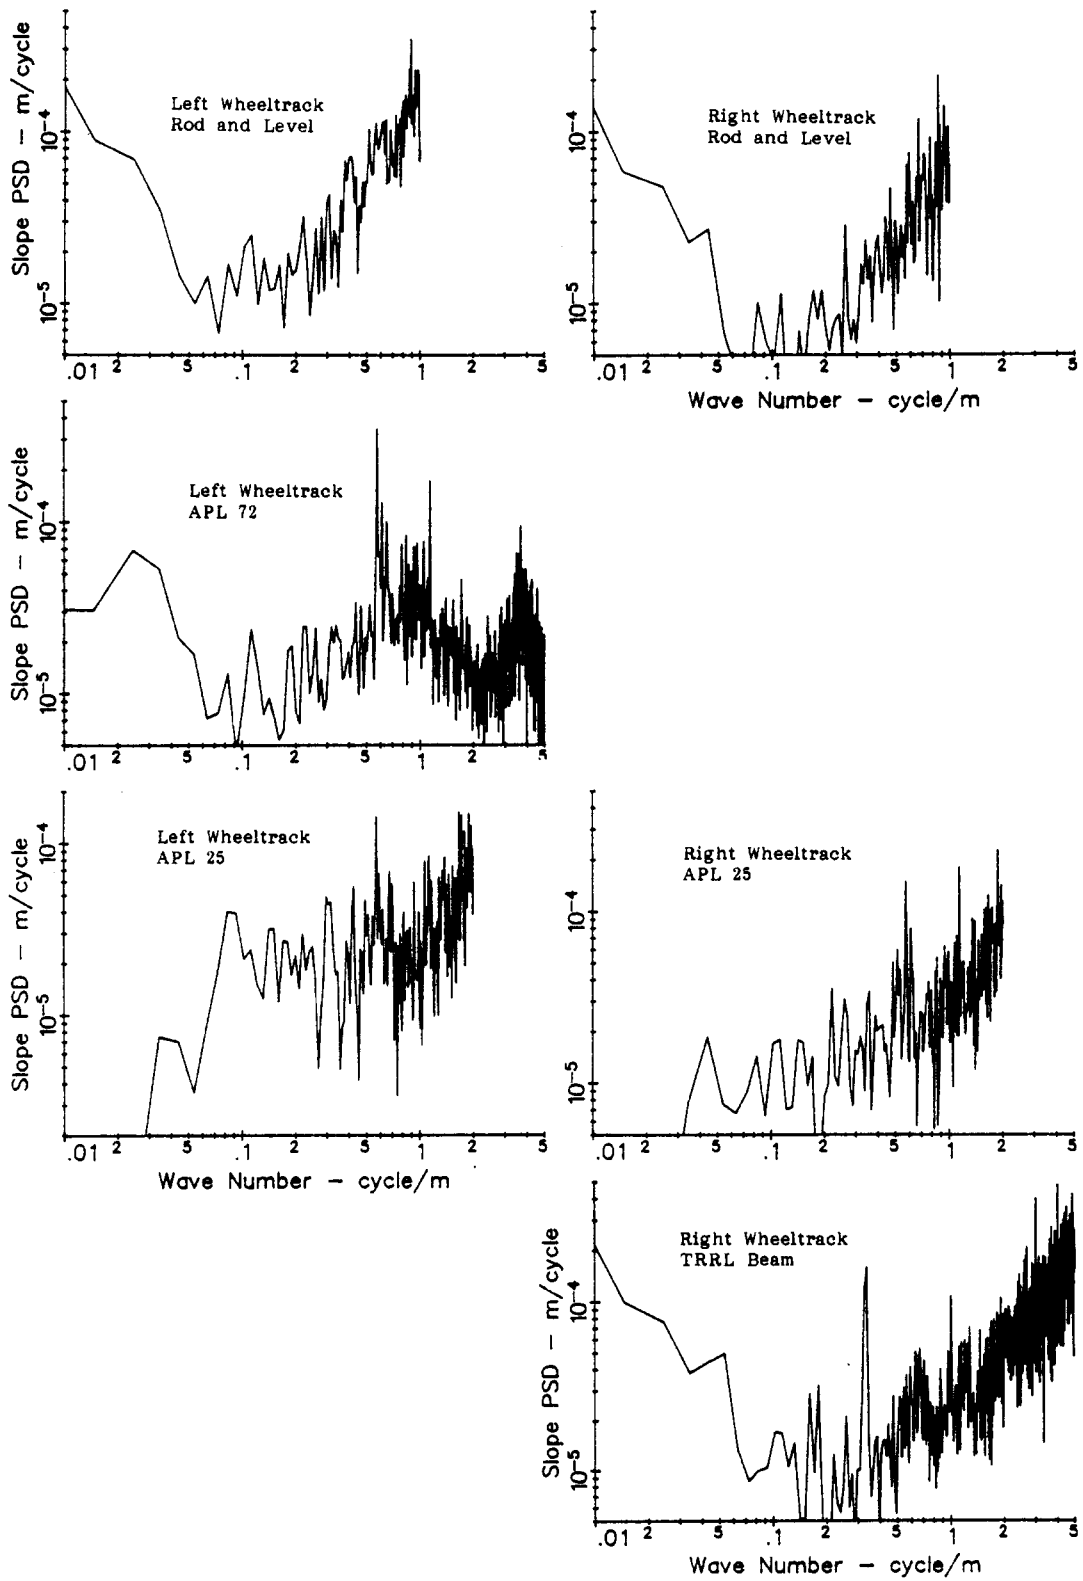 Slope PSD – m/cycle
10⁻⁴
10⁻⁵
Left Wheeltrack
Rod and Level
.01 2 5 .1 2 5 1 2 5
10⁻⁴
10⁻⁵
Right Wheeltrack
Rod and Level
.01 2 5 .1 2 5 1 2 5
Wave Number – cycle/m
Slope PSD – m/cycle
10⁻⁴
10⁻⁵
Left Wheeltrack
APL 72
.01 2 5 .1 2 5 1 2 5
Slope PSD – m/cycle
10⁻⁴
10⁻⁵
Left Wheeltrack
APL 25
.01 2 5 .1 2 5 1 2 5
Wave Number – cycle/m
10⁻⁴
10⁻⁵
Right Wheeltrack
APL 25
.01 2 5 .1 2 5 1 2 5
Slope PSD – m/cycle
10⁻⁴
10⁻⁵
Right Wheeltrack
TRRL Beam
.01 2 5 .1 2 5 1 2 5
Wave Number – cycle/m